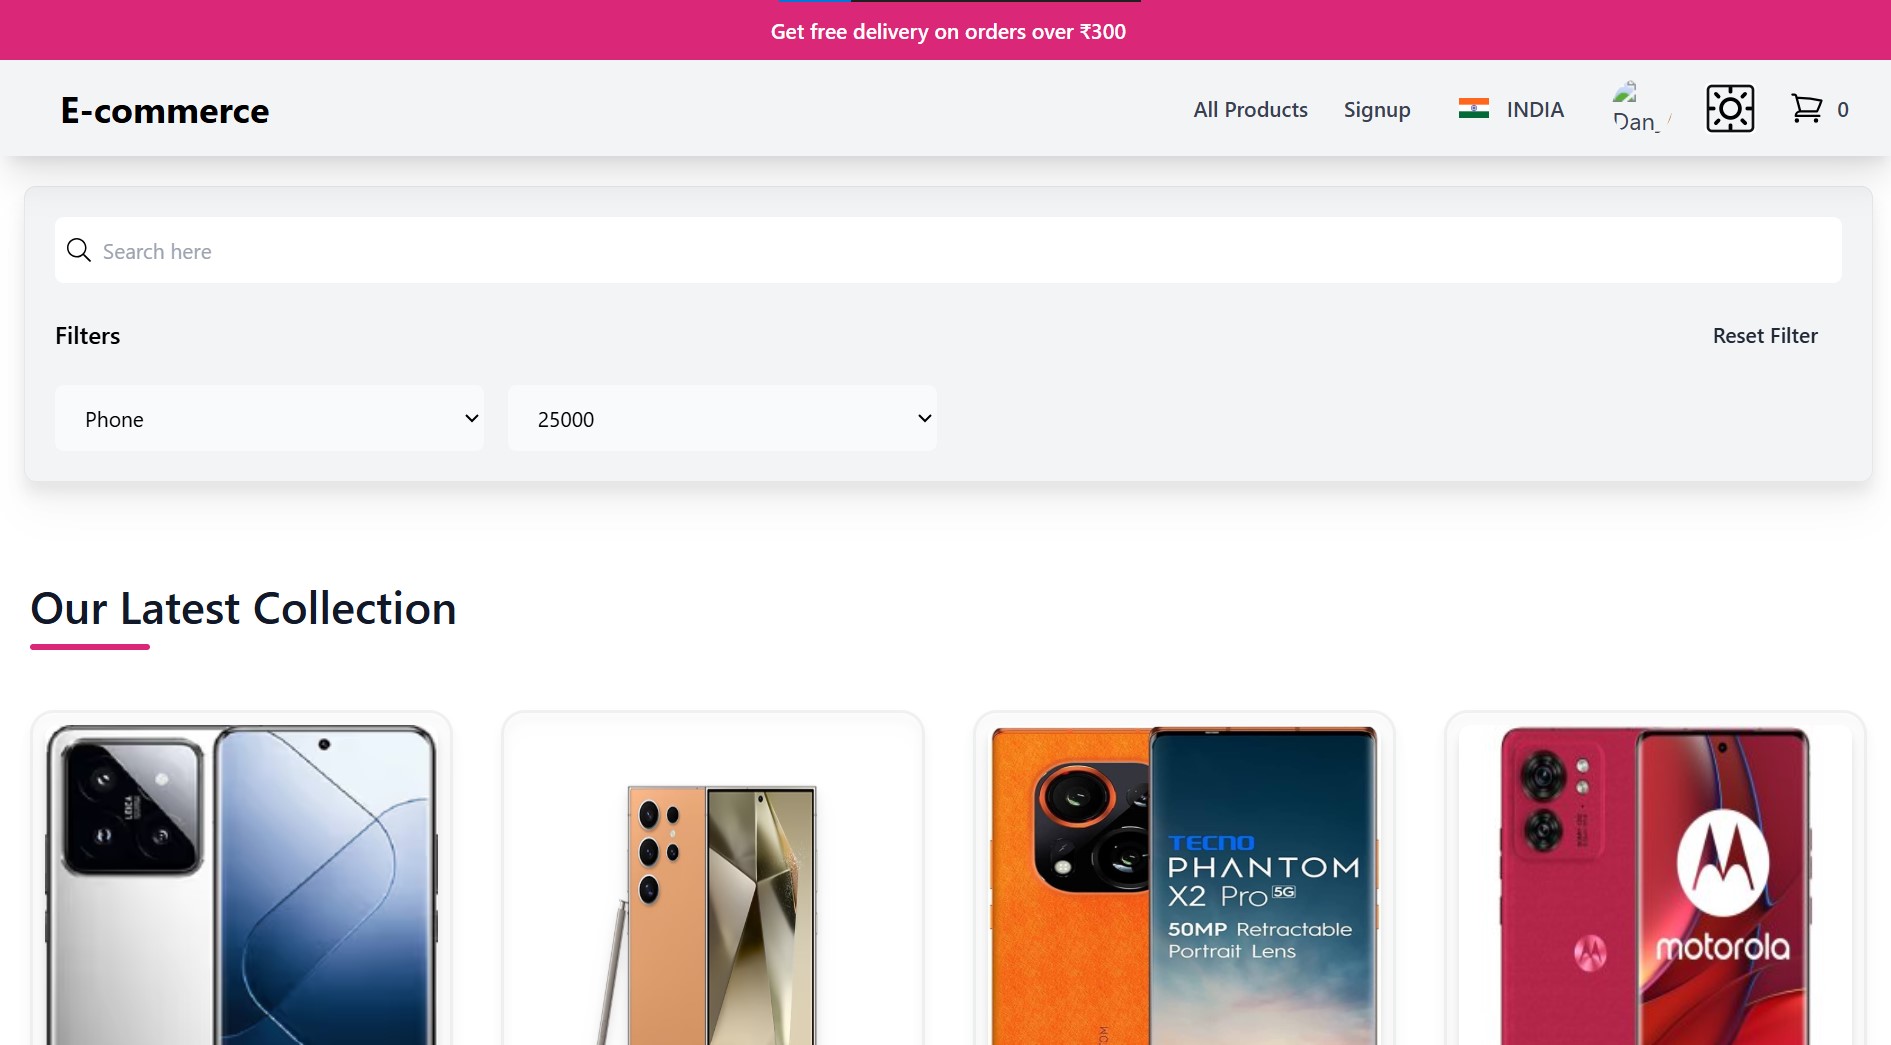 Get free delivery on orders over ₹300
E-commerce
All Products
Signup
INDIA
Dan_
0
Search here
Filters
Reset Filter
Phone
25000
Our Latest Collection
LEICA
TECNO
PHANTOM
X2 Pro 5G
50MP Retractable
Portrait Lens
motorola